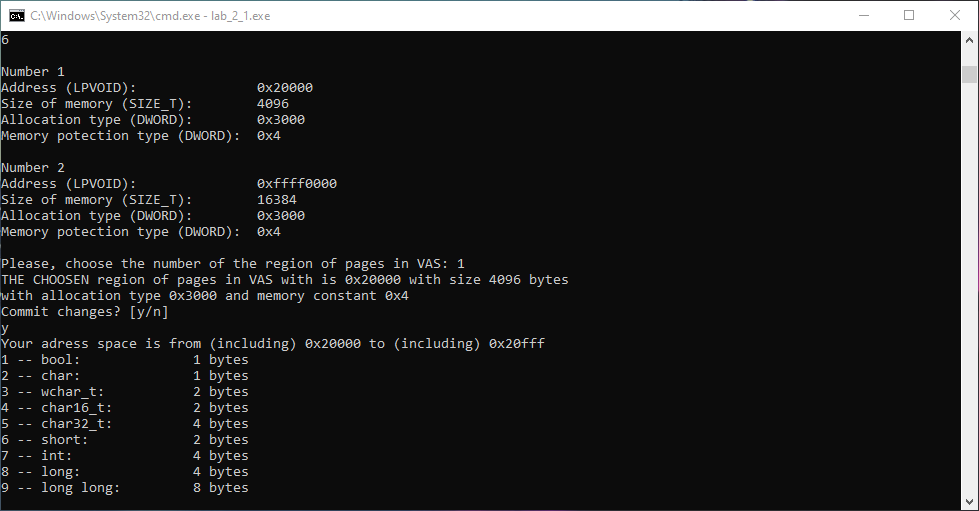 C:\Windows\System32\cmd.exe - lab_2_1.exe
6
Number 1
Address (LPVOID): 0x20000
Size of memory (SIZE_T): 4096
Allocation type (DWORD): 0x3000
Memory potection type (DWORD): 0x4
Number 2
Address (LPVOID): 0xffff0000
Size of memory (SIZE_T): 16384
Allocation type (DWORD): 0x3000
Memory potection type (DWORD): 0x4
Please, choose the number of the region of pages in VAS: 1
THE CHOOSEN region of pages in VAS with is 0x20000 with size 4096 bytes
with allocation type 0x3000 and memory constant 0x4
Commit changes? [y/n]
y
Your adress space is from (including) 0x20000 to (including) 0x20fff
1 -- bool: 1 bytes
2 -- char: 1 bytes
3 -- wchar_t: 2 bytes
4 -- char16_t: 2 bytes
5 -- char32_t: 4 bytes
6 -- short: 2 bytes
7 -- int: 4 bytes
8 -- long: 4 bytes
9 -- long long: 8 bytes